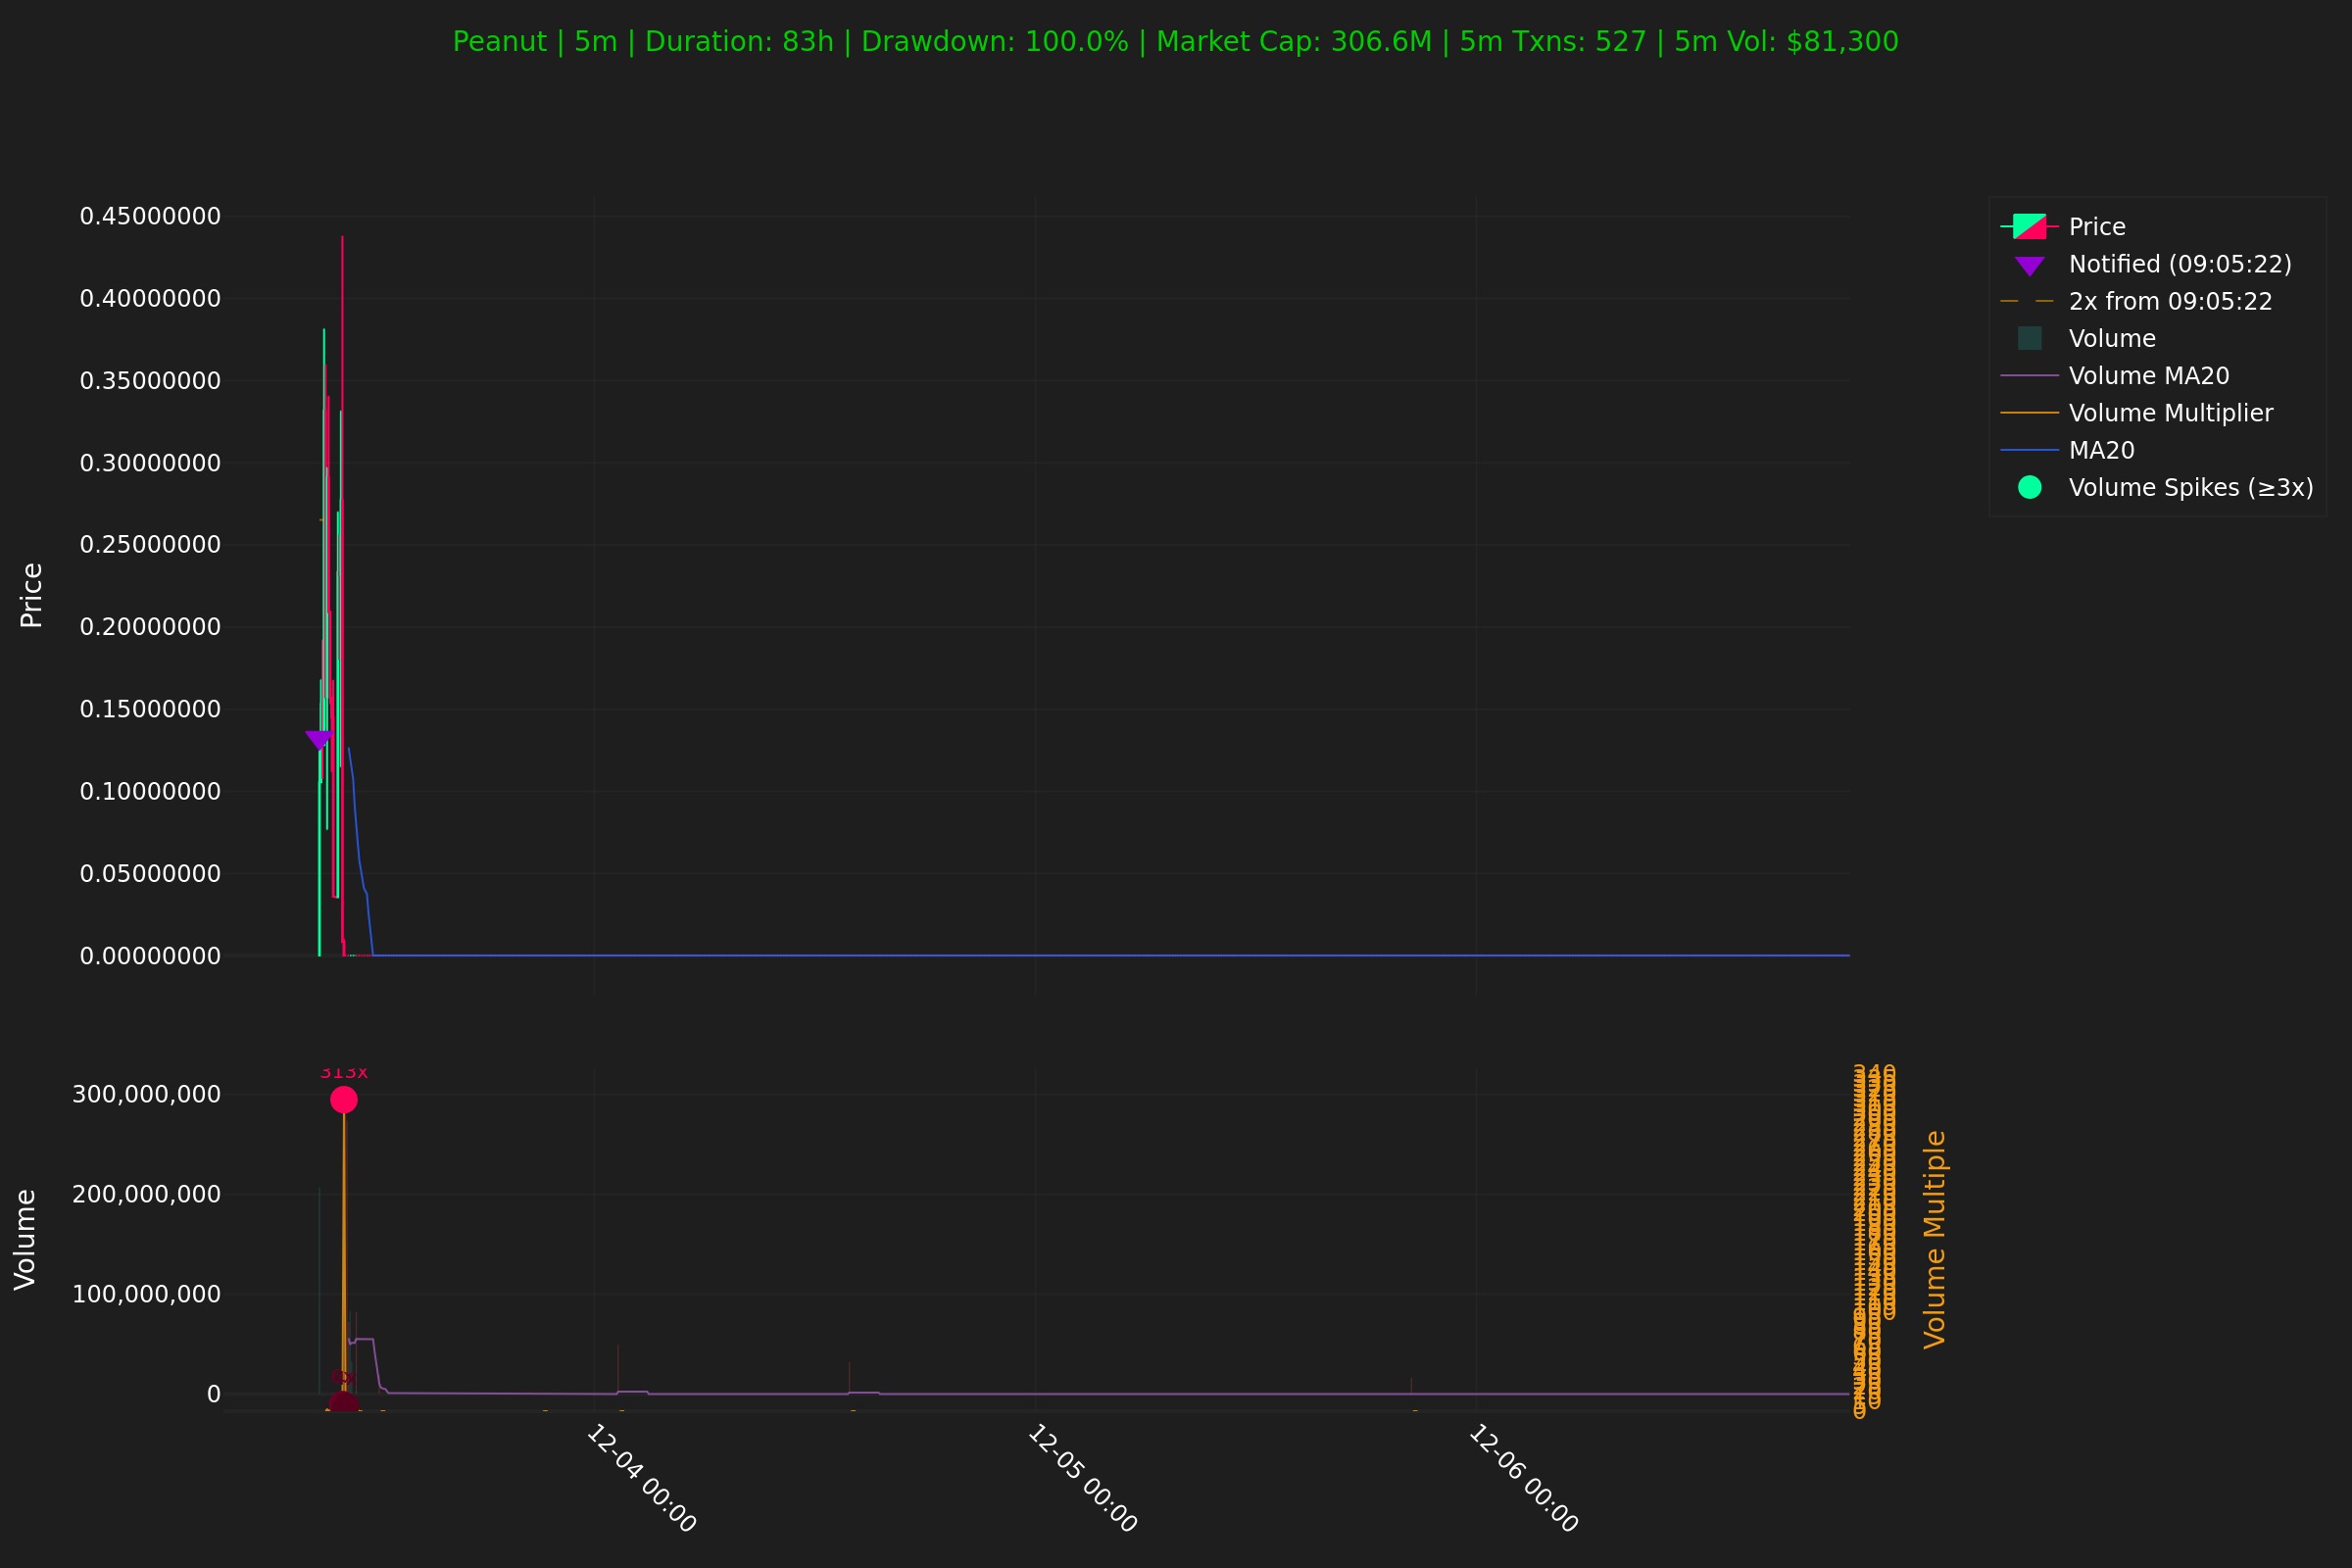 Peanut | 5m | Duration: 83h | Drawdown: 100.0% | Market Cap: 306.6M | 5m Txns: 527 | 5m Vol: $81,300
Price
0.45000000
0.40000000
0.35000000
0.30000000
0.25000000
0.20000000
0.15000000
0.10000000
0.05000000
0.00000000
Price
Notified (09:05:22)
2x from 09:05:22
Volume
Volume MA20
Volume Multiplier
MA20
Volume Spikes (≥3x)
313x
Volume
300,000,000
200,000,000
100,000,000
0
340
0
Volume Multiple
12-04 00:00
12-05 00:00
12-06 00:00